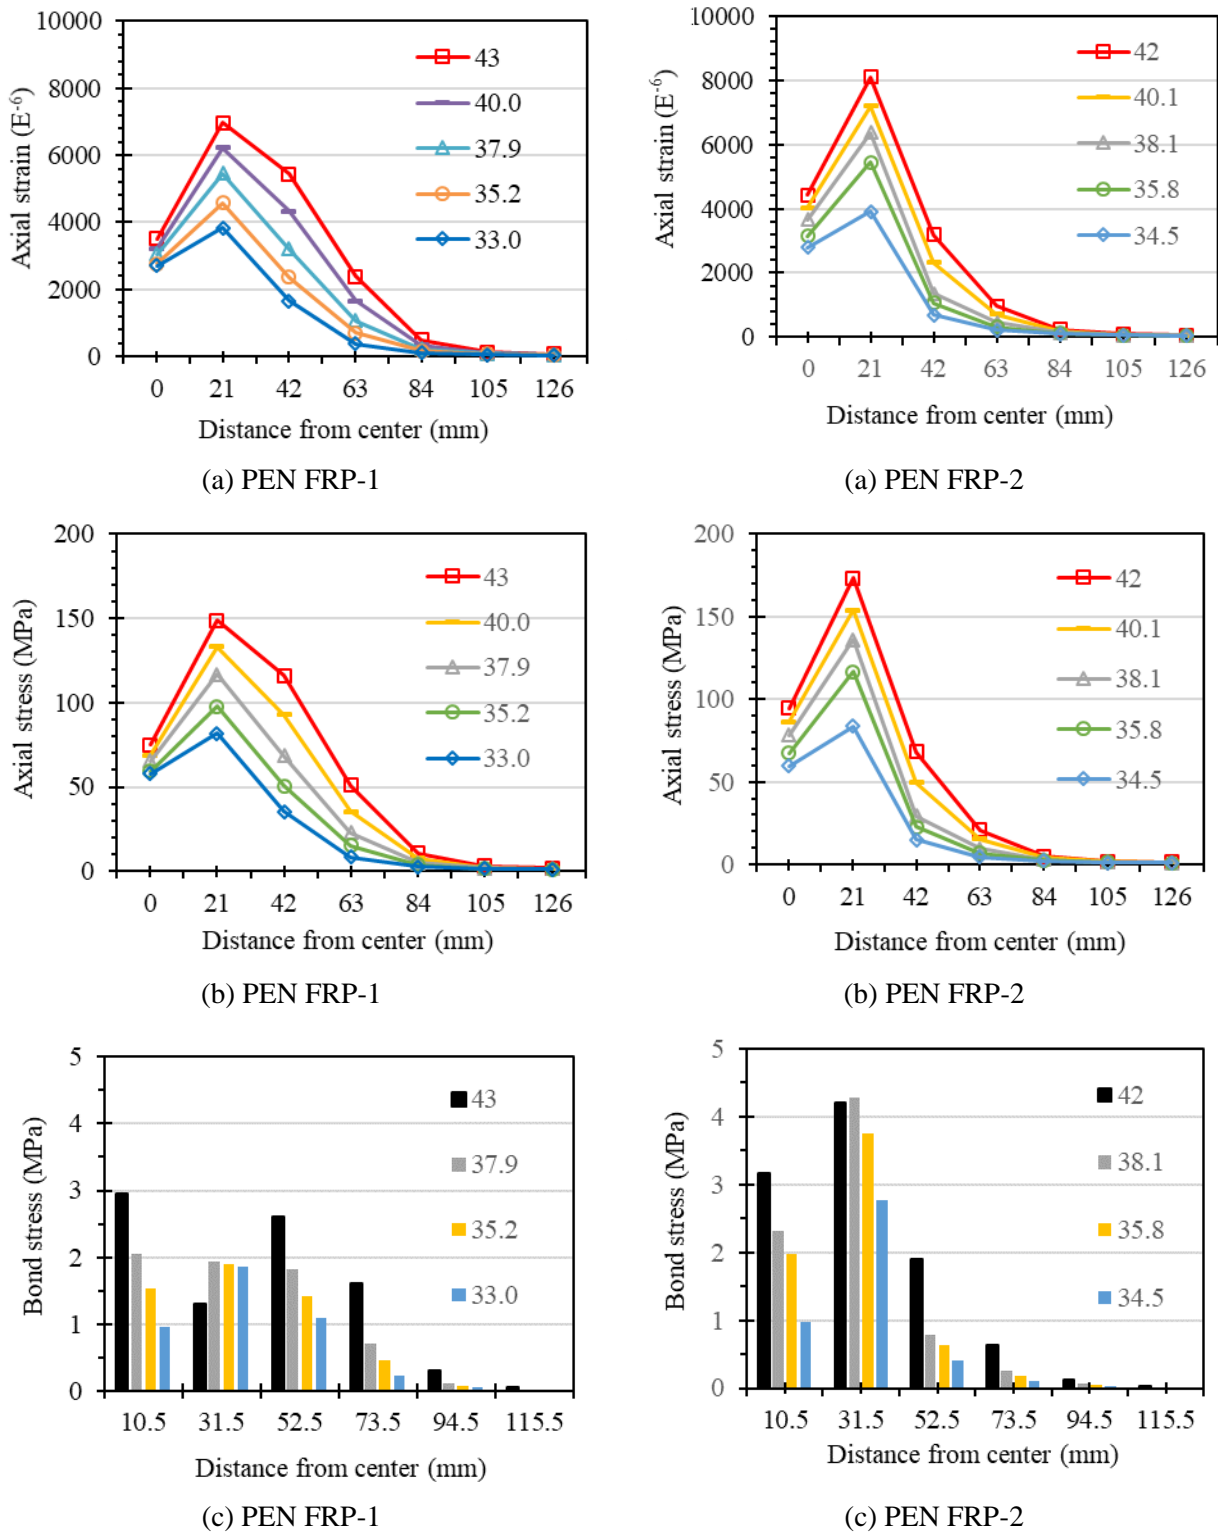 10000
8000
6000
4000
2000
0
Axial strain (E-6)
43
40.0
37.9
35.2
33.0
0 21 42 63 84 105 126
Distance from center (mm)
(a) PEN FRP-1
10000
8000
6000
4000
2000
0
Axial strain (E-6)
42
40.1
38.1
35.8
34.5
0 21 42 63 84 105 126
Distance from center (mm)
(a) PEN FRP-2
200
150
100
50
0
Axial stress (MPa)
43
40.0
37.9
35.2
33.0
0 21 42 63 84 105 126
Distance from center (mm)
(b) PEN FRP-1
200
150
100
50
0
Axial stress (MPa)
42
40.1
38.1
35.8
34.5
0 21 42 63 84 105 126
Distance from center (mm)
(b) PEN FRP-2
5
4
3
2
1
0
Bond stress (MPa)
43
37.9
35.2
33.0
10.5 31.5 52.5 73.5 94.5 115.5
Distance from center (mm)
(c) PEN FRP-1
5
4
3
2
1
0
Bond stress (MPa)
42
38.1
35.8
34.5
10.5 31.5 52.5 73.5 94.5 115.5
Distance from center (mm)
(c) PEN FRP-2